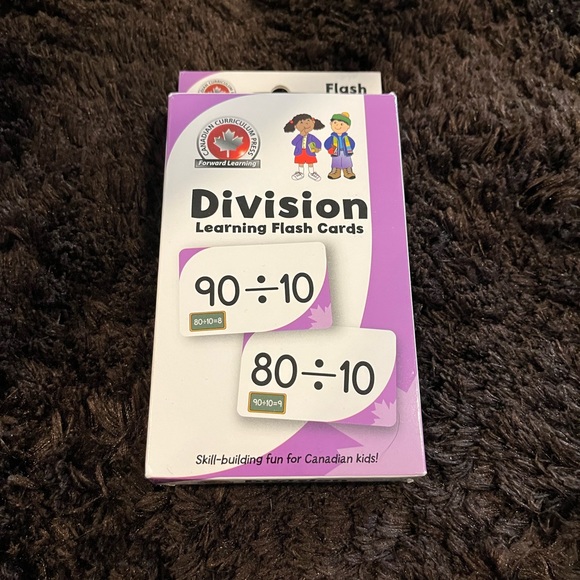 Flash
CANADIAN CURRICULUM PRESS
Forward Learning
Division
Learning Flash Cards
90÷10
80÷10=8
80÷10
90÷10=9
Skill-building fun for Canadian kids!